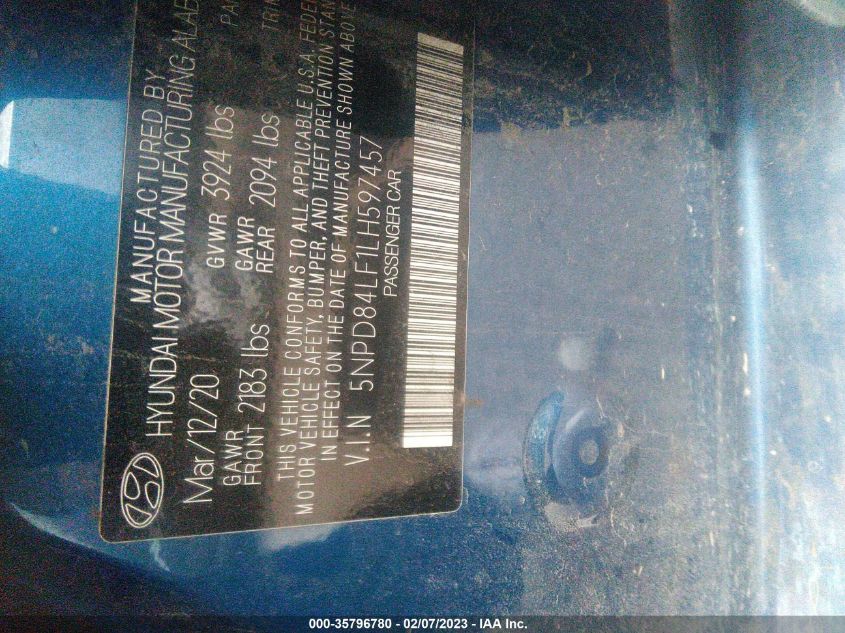 MANUFACTURED BY
HYUNDAI MOTOR MANUFACTURING ALAB
Mar/12/20 GVWR 3924 lbs PA
GAWR GAWR
FRONT 2183 lbs REAR 2094 lbs TRIM
THIS VEHICLE CONFORMS TO ALL APPLICABLE U.S.A. FEDER
MOTOR VEHICLE SAFETY, BUMPER, AND THEFT PREVENTION STAN
IN EFFECT ON THE DATE OF MANUFACTURE SHOWN ABOVE
V.I.N 5NPD84LF1LH597457
PASSENGER CAR
000-35796780 - 02/07/2023 - IAA Inc.